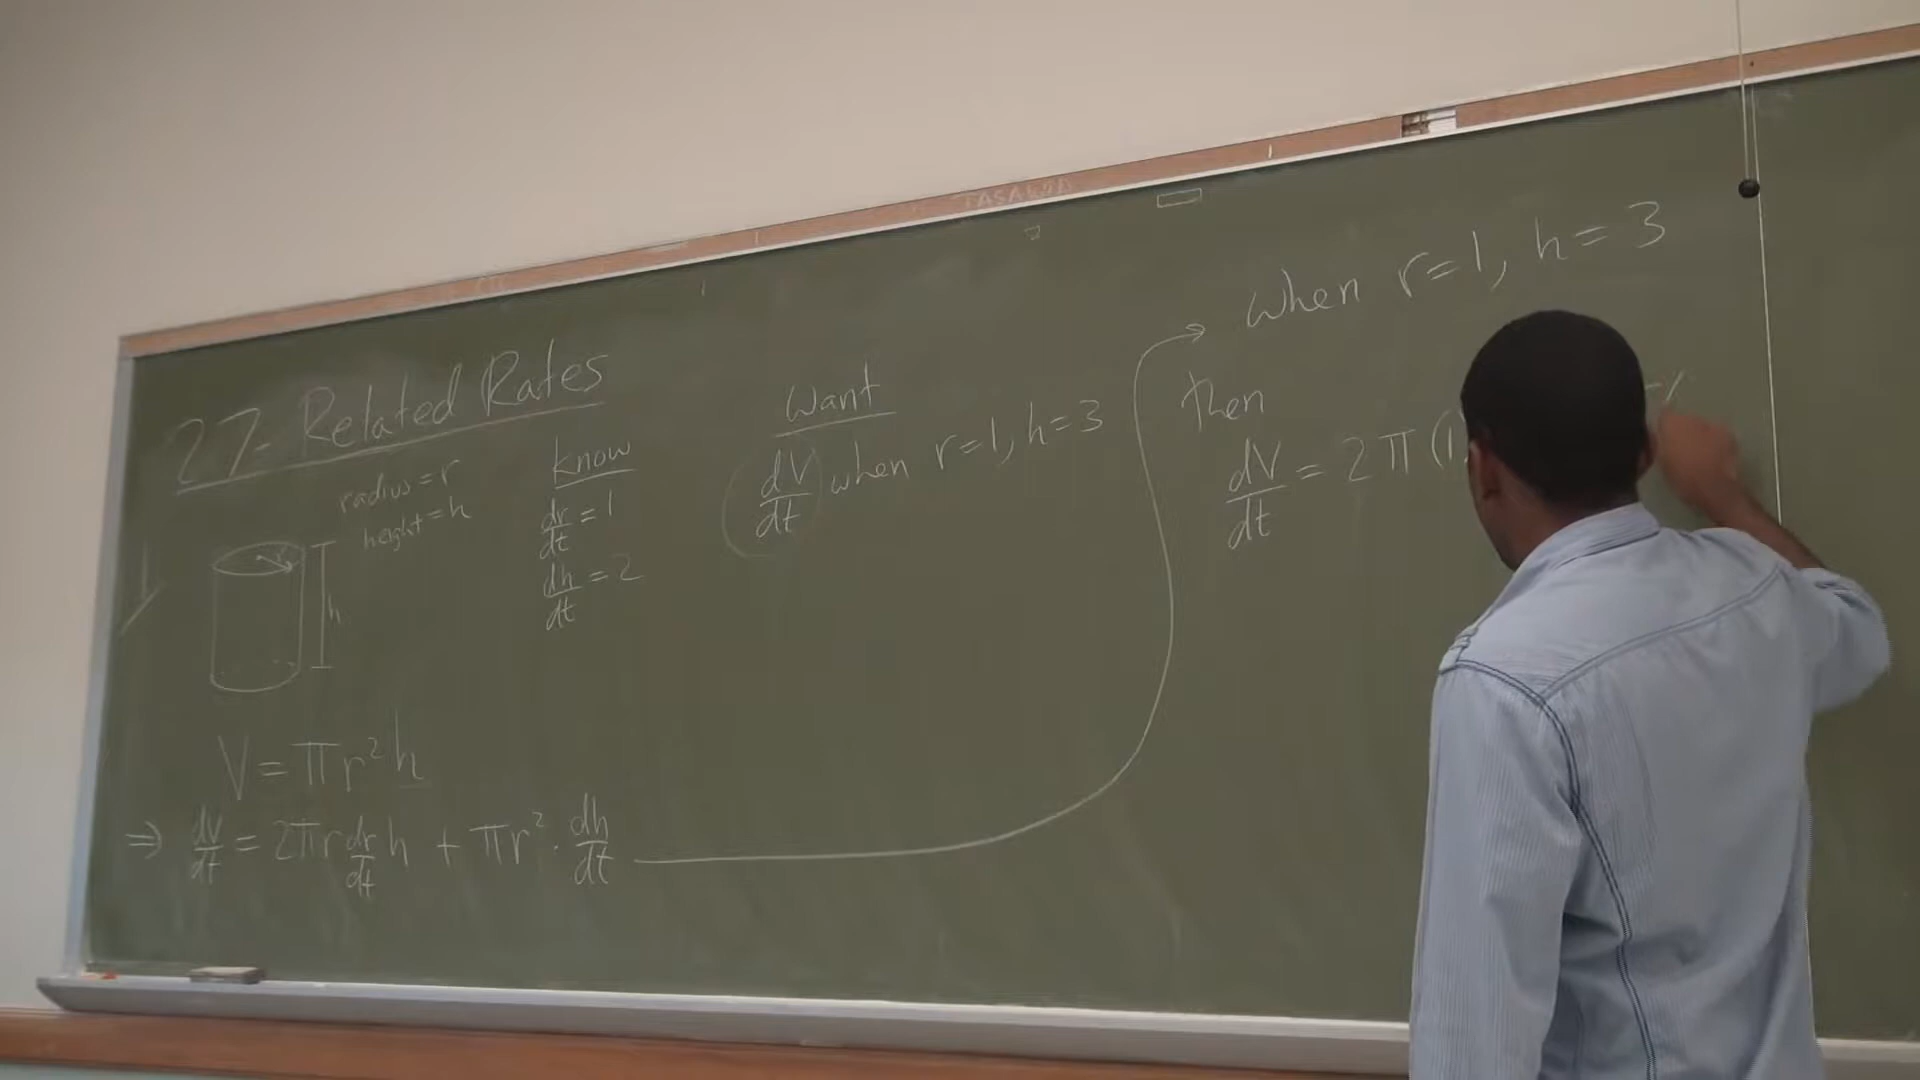 27- Related Rates
radius = r
height = h
r
h
V = πr²h
⇒ dV/dt = 2πr dr/dt h + πr² · dh/dt
know
dr/dt = 1
dh/dt = 2
Want
dV/dt when r=1, h=3
When r=1, h=3
then
dV/dt = 2π(1